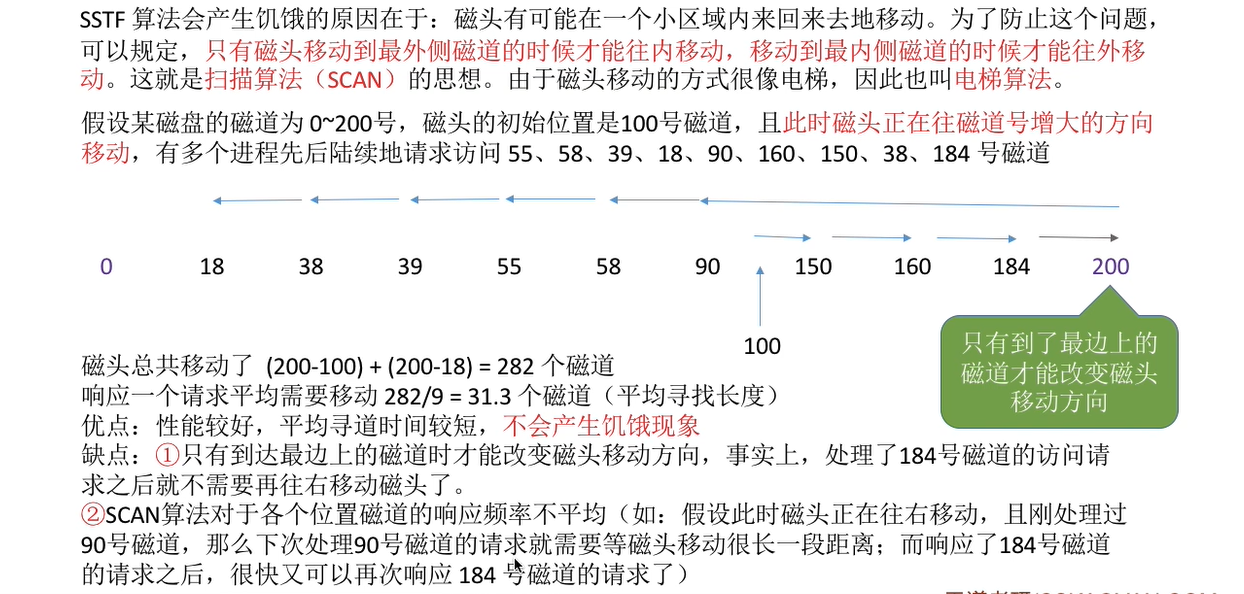 SSTF 算法会产生饥饿的原因在于：磁头有可能在一个小区域内来回来去地移动。为了防止这个问题，
可以规定，只有磁头移动到最外侧磁道的时候才能往内移动，移动到最内侧磁道的时候才能往外移
动。这就是扫描算法（SCAN）的思想。由于磁头移动的方式很像电梯，因此也叫电梯算法。
假设某磁盘的磁道为 0~200号，磁头的初始位置是100号磁道，且此时磁头正在往磁道号增大的方向
移动，有多个进程先后陆续地请求访问 55、58、39、18、90、160、150、38、184 号磁道
0 18 38 39 55 58 90 150 160 184 200
100
只有到了最边上的
磁道才能改变磁头
移动方向
磁头总共移动了 (200-100) + (200-18) = 282 个磁道
响应一个请求平均需要移动 282/9 = 31.3 个磁道（平均寻找长度）
优点：性能较好，平均寻道时间较短，不会产生饥饿现象
缺点：①只有到达最边上的磁道时才能改变磁头移动方向，事实上，处理了184号磁道的访问请
求之后就不需要再往右移动磁头了。
②SCAN算法对于各个位置磁道的响应频率不平均（如：假设此时磁头正在往右移动，且刚处理过
90号磁道，那么下次处理90号磁道的请求就需要等磁头移动很长一段距离；而响应了184号磁道
的请求之后，很快又可以再次响应 184 号磁道的请求了）